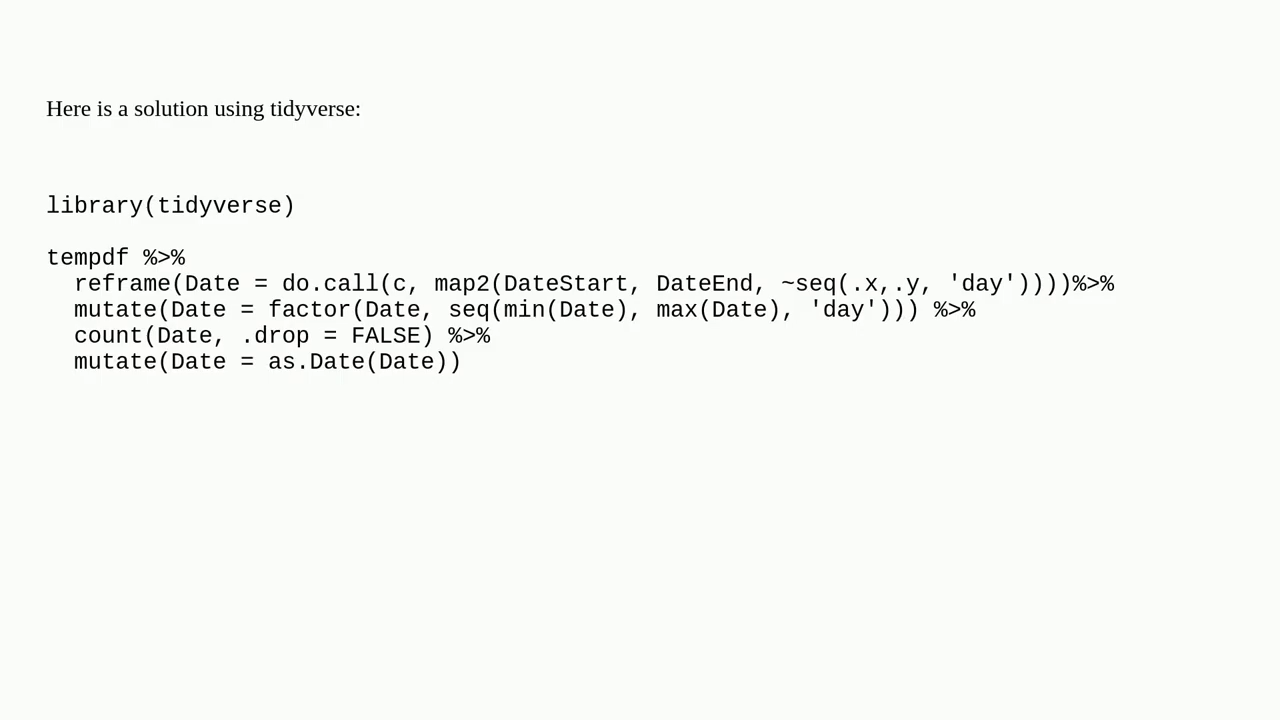 Here is a solution using tidyverse:
library(tidyverse)
tempdf %>%
  reframe(Date = do.call(c, map2(DateStart, DateEnd, ~seq(.x,.y, 'day'))))%>%
  mutate(Date = factor(Date, seq(min(Date), max(Date), 'day'))) %>%
  count(Date, .drop = FALSE) %>%
  mutate(Date = as.Date(Date))